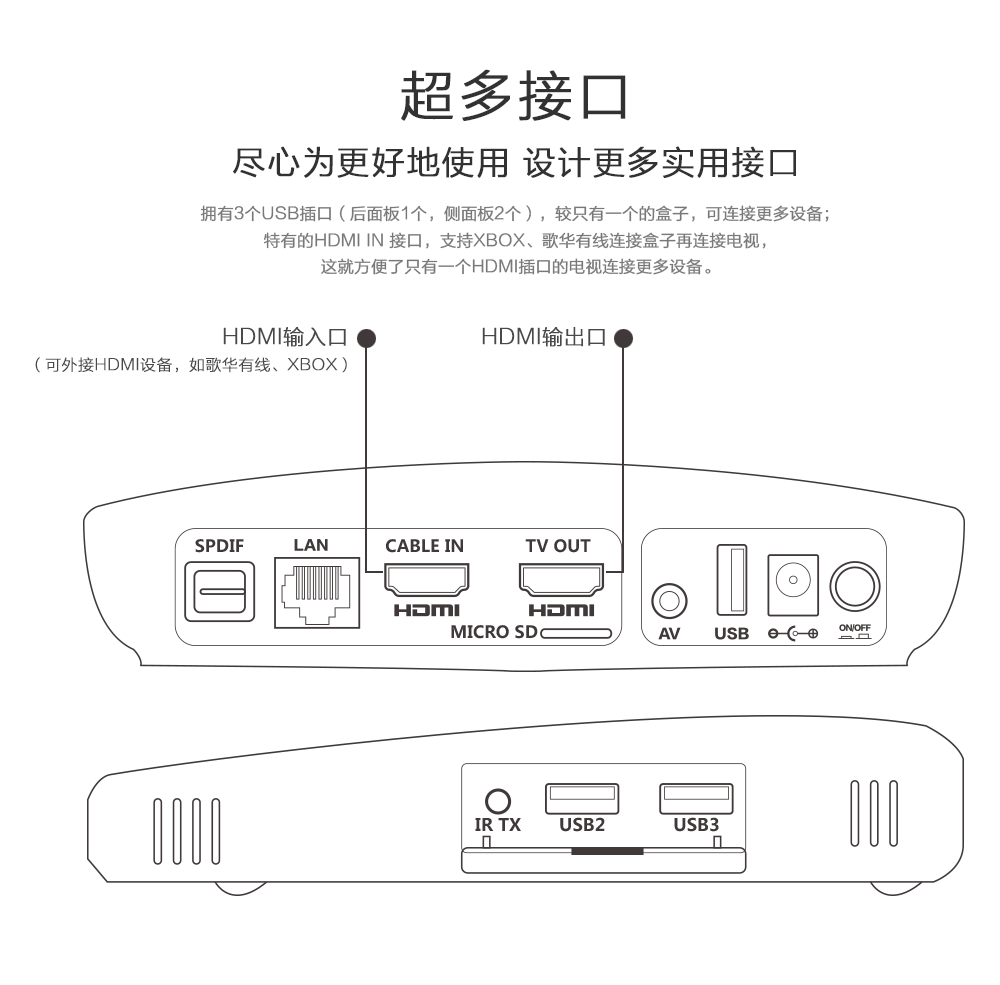 超多接口
尽心为更好地使用 设计更多实用接口
拥有3个USB插口（后面板1个，侧面板2个），较只有一个的盒子，可连接更多设备；
特有的HDMI IN 接口，支持XBOX、歌华有线连接盒子再连接电视，
这就方便了只有一个HDMI插口的电视连接更多设备。
HDMI输入口
HDMI输出口
（可外接HDMI设备，如歌华有线、XBOX）
SPDIF
LAN
CABLE IN
TV OUT
HDMI
HDMI
MICRO SD
AV
USB
ON/OFF
IR TX
USB2
USB3